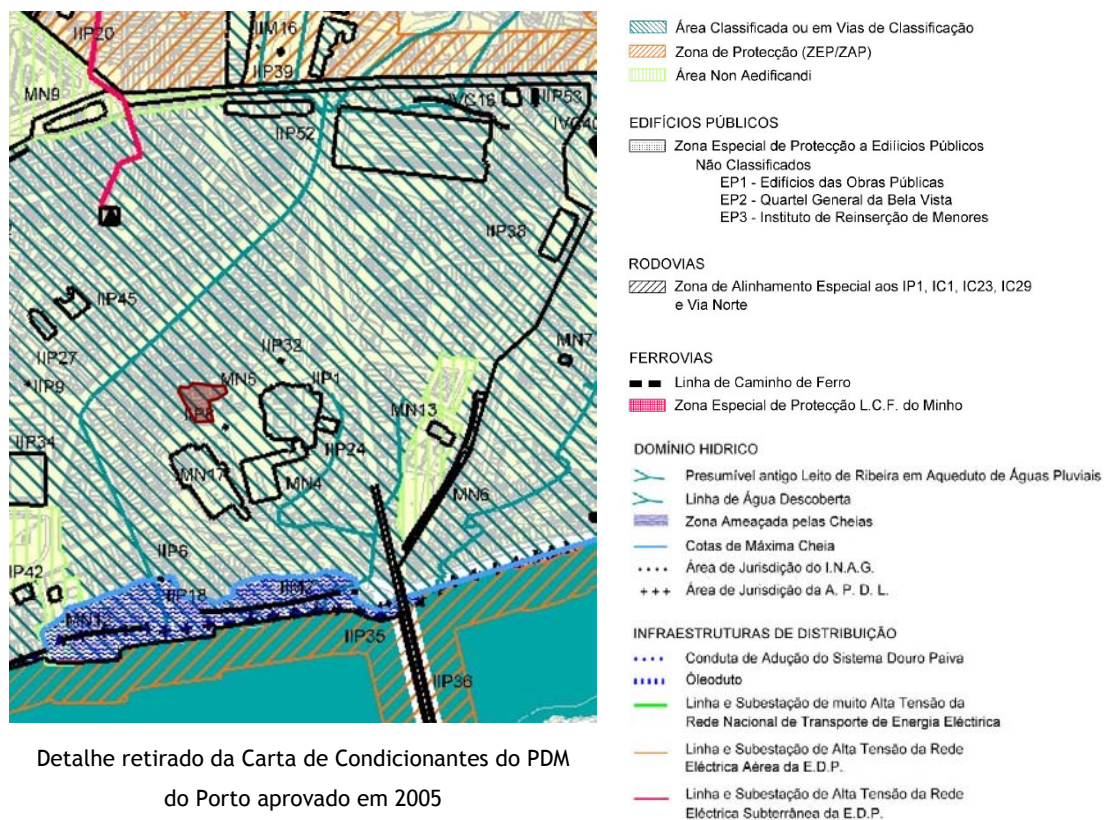 IIP20
IIM16
IIP39
MN9
IIP52
IIP53
IIP38
IIP45
IIP27
IIP9
IIP32
MN7
MN5
IIP1
IIP8
MN13
IIP34
IIP24
MN17
MN4
MN6
IIP6
IIP18
MN12
IIP35
IIP36
Detalhe retirado da Carta de Condicionantes do PDM
do Porto aprovado em 2005
Área Classificada ou em Vias de Classificação
Zona de Protecção (ZEP/ZAP)
Área Non Aedificandi
EDIFÍCIOS PÚBLICOS
Zona Especial de Protecção a Edilícios Públicos
Não Classificados
EP1 - Edifícios das Obras Públicas
EP2 - Quartel General da Bela Vista
EP3 - Instituto de Reinserção de Menores
RODOVIAS
Zona de Alinhamento Especial aos IP1, IC1, IC23, IC29
e Via Norte
FERROVIAS
Linha de Caminho de Ferro
Zona Especial de Protecção L.C.F. do Minho
DOMÍNIO HIDRICO
Presumível antigo Leito de Ribeira em Aqueduto de Águas Pluviais
Linha de Água Descoberta
Zona Ameaçada pelas Cheias
Cotas de Máxima Cheia
Área de Jurisdição do I.N.A.G.
Área de Jurisdição da A. P. D. L.
INFRAESTRUTURAS DE DISTRIBUIÇÃO
Conduta de Adução do Sistema Douro Paiva
Óleoduto
Linha e Subestação de muito Alta Tensão da
Rede Nacional de Transporte de Energia Eléctrica
Linha e Subestação de Alta Tensão da Rede
Eléctrica Aérea da E.D.P.
Linha e Subestação de Alta Tensão da Rede
Eléctrica Subterrânea da E.D.P.